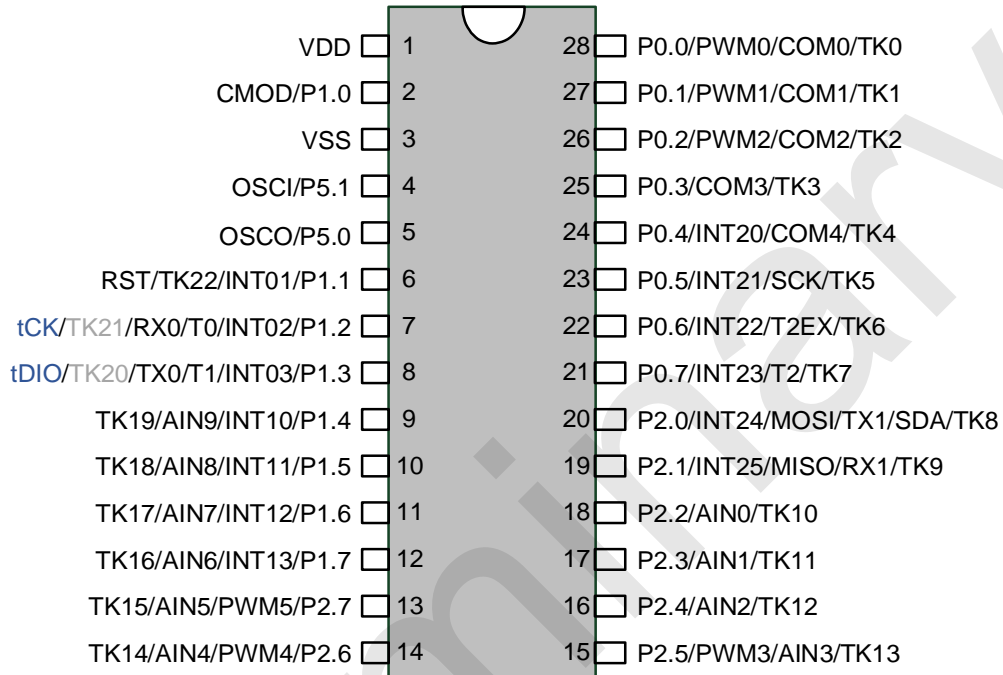 VDD 1 28 P0.0/PWM0/COM0/TK0
CMOD/P1.0 2 27 P0.1/PWM1/COM1/TK1
VSS 3 26 P0.2/PWM2/COM2/TK2
OSCI/P5.1 4 25 P0.3/COM3/TK3
OSCO/P5.0 5 24 P0.4/INT20/COM4/TK4
RST/TK22/INT01/P1.1 6 23 P0.5/INT21/SCK/TK5
tCK/TK21/RX0/T0/INT02/P1.2 7 22 P0.6/INT22/T2EX/TK6
tDIO/TK20/TX0/T1/INT03/P1.3 8 21 P0.7/INT23/T2/TK7
TK19/AIN9/INT10/P1.4 9 20 P2.0/INT24/MOSI/TX1/SDA/TK8
TK18/AIN8/INT11/P1.5 10 19 P2.1/INT25/MISO/RX1/TK9
TK17/AIN7/INT12/P1.6 11 18 P2.2/AIN0/TK10
TK16/AIN6/INT13/P1.7 12 17 P2.3/AIN1/TK11
TK15/AIN5/PWM5/P2.7 13 16 P2.4/AIN2/TK12
TK14/AIN4/PWM4/P2.6 14 15 P2.5/PWM3/AIN3/TK13
minary